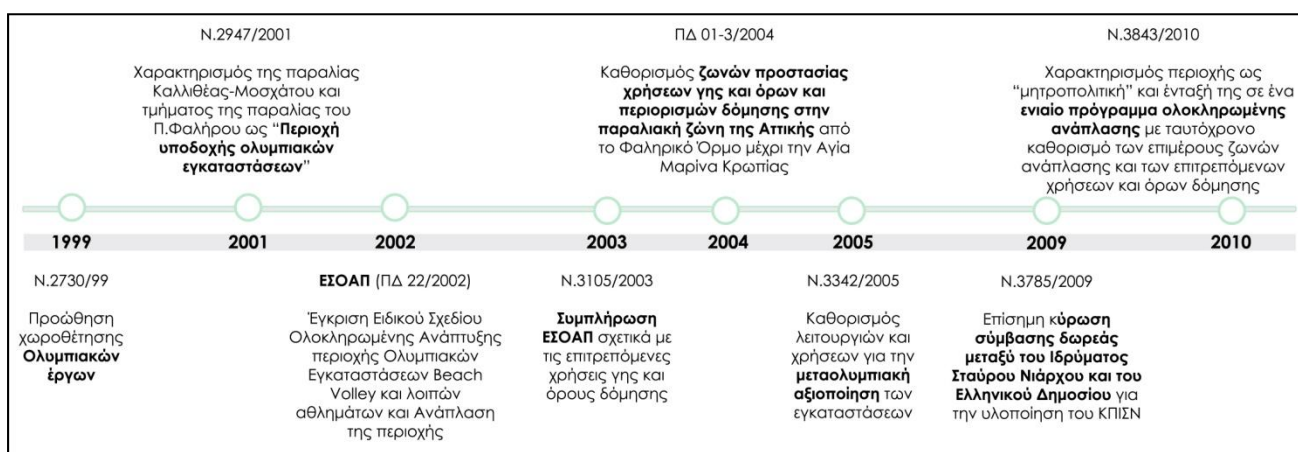 Ν.2947/2001
Χαρακτηρισμός της παραλίας
Καλλιθέας-Μοσχάτου και
τμήματος της παραλίας του
Π.Φαλήρου ως “Περιοχή
υποδοχής ολυμπιακών
εγκαταστάσεων”
ΠΔ 01-3/2004
Καθορισμός ζωνών προστασίας
χρήσεων γης και όρων και
περιορισμών δόμησης στην
παραλιακή ζώνη της Αττικής από
το Φαληρικό Όρμο μέχρι την Αγία
Μαρίνα Κρωπίας
Ν.3843/2010
Χαρακτηρισμός περιοχής ως
“μητροπολιτική” και ένταξή της σε ένα
ενιαίο πρόγραμμα ολοκληρωμένης
ανάπλασης με ταυτόχρονο
καθορισμό των επιμέρους ζωνών
ανάπλασης και των επιτρεπόμενων
χρήσεων και όρων δόμησης
1999 2001 2002 2003 2004 2005 2009 2010
Ν.2730/99
Προώθηση
χωροθέτησης
Ολυμπιακών
έργων
ΕΣΟΑΠ (ΠΔ 22/2002)
Έγκριση Ειδικού Σχεδίου
Ολοκληρωμένης Ανάπτυξης
περιοχής Ολυμπιακών
Εγκαταστάσεων Beach
Volley και λοιπών
αθλημάτων και Ανάπλαση
της περιοχής
Ν.3105/2003
Συμπλήρωση
ΕΣΟΑΠ σχετικά με
τις επιτρεπόμενες
χρήσεις γης και
όρους δόμησης
Ν.3342/2005
Καθορισμός
λειτουργιών και
χρήσεων για την
μεταολυμπιακή
αξιοποίηση των
εγκαταστάσεων
Ν.3785/2009
Επίσημη κύρωση
σύμβασης δωρεάς
μεταξύ του Ιδρύματος
Σταύρου Νιάρχου και του
Ελληνικού Δημοσίου για
την υλοποίηση του ΚΠΙΣΝ